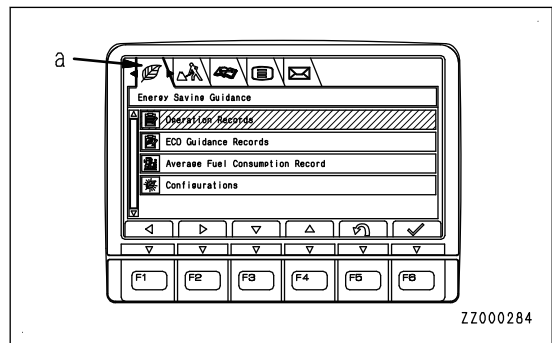 a
Energy Saving Guidance
Operation Records
ECO Guidance Records
Average Fuel Consumption Record
Configurations
F1 F2 F3 F4 F5 F6
ZZ000284